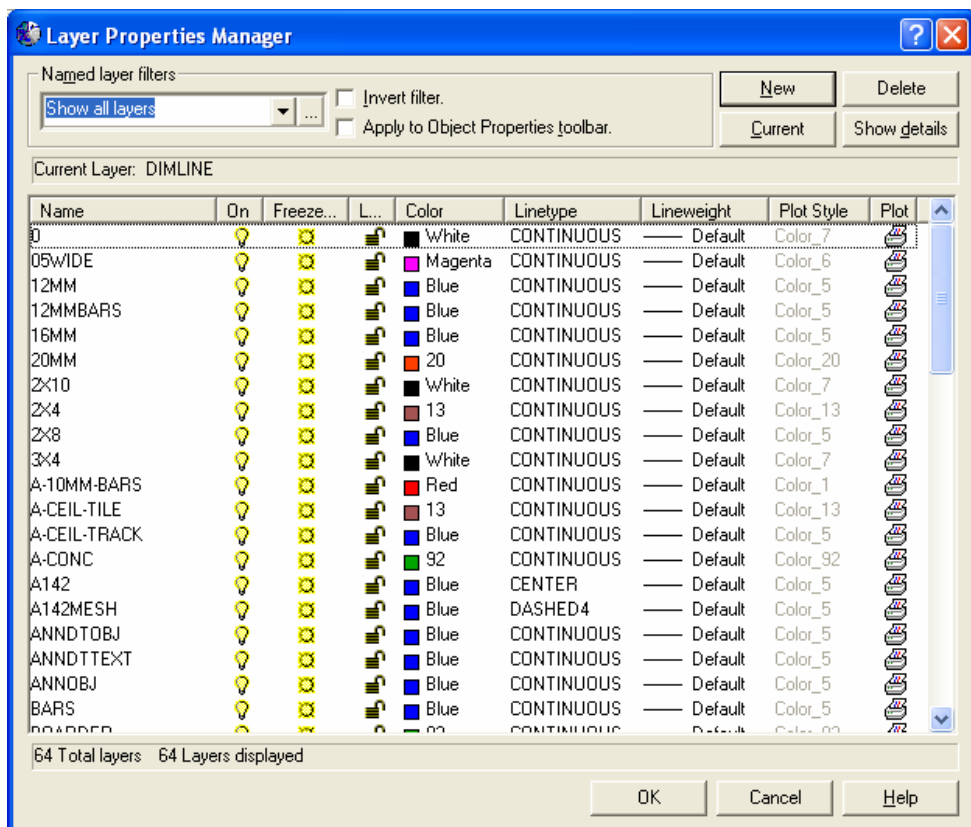 Layer Properties Manager
Named layer filters
Show all layers
...
Invert filter.
Apply to Object Properties toolbar.
New
Delete
Current
Show details
Current Layer: DIMLINE
Name On Freeze... L... Color Linetype Lineweight Plot Style Plot
0 White CONTINUOUS Default Color_7
05WIDE Magenta CONTINUOUS Default Color_6
12MM Blue CONTINUOUS Default Color_5
12MMBARS Blue CONTINUOUS Default Color_5
16MM Blue CONTINUOUS Default Color_5
20MM 20 CONTINUOUS Default Color_20
2X10 White CONTINUOUS Default Color_7
2X4 13 CONTINUOUS Default Color_13
2X8 Blue CONTINUOUS Default Color_5
3X4 White CONTINUOUS Default Color_7
A-10MM-BARS Red CONTINUOUS Default Color_1
A-CEIL-TILE 13 CONTINUOUS Default Color_13
A-CEIL-TRACK Blue CONTINUOUS Default Color_5
A-CONC 92 CONTINUOUS Default Color_92
A142 Blue CENTER Default Color_5
A142MESH Blue DASHED4 Default Color_5
ANNDTOBJ Blue CONTINUOUS Default Color_5
ANNDTTEXT Blue CONTINUOUS Default Color_5
ANNOBJ Blue CONTINUOUS Default Color_5
BARS Blue CONTINUOUS Default Color_5
64 Total layers 64 Layers displayed
OK
Cancel
Help